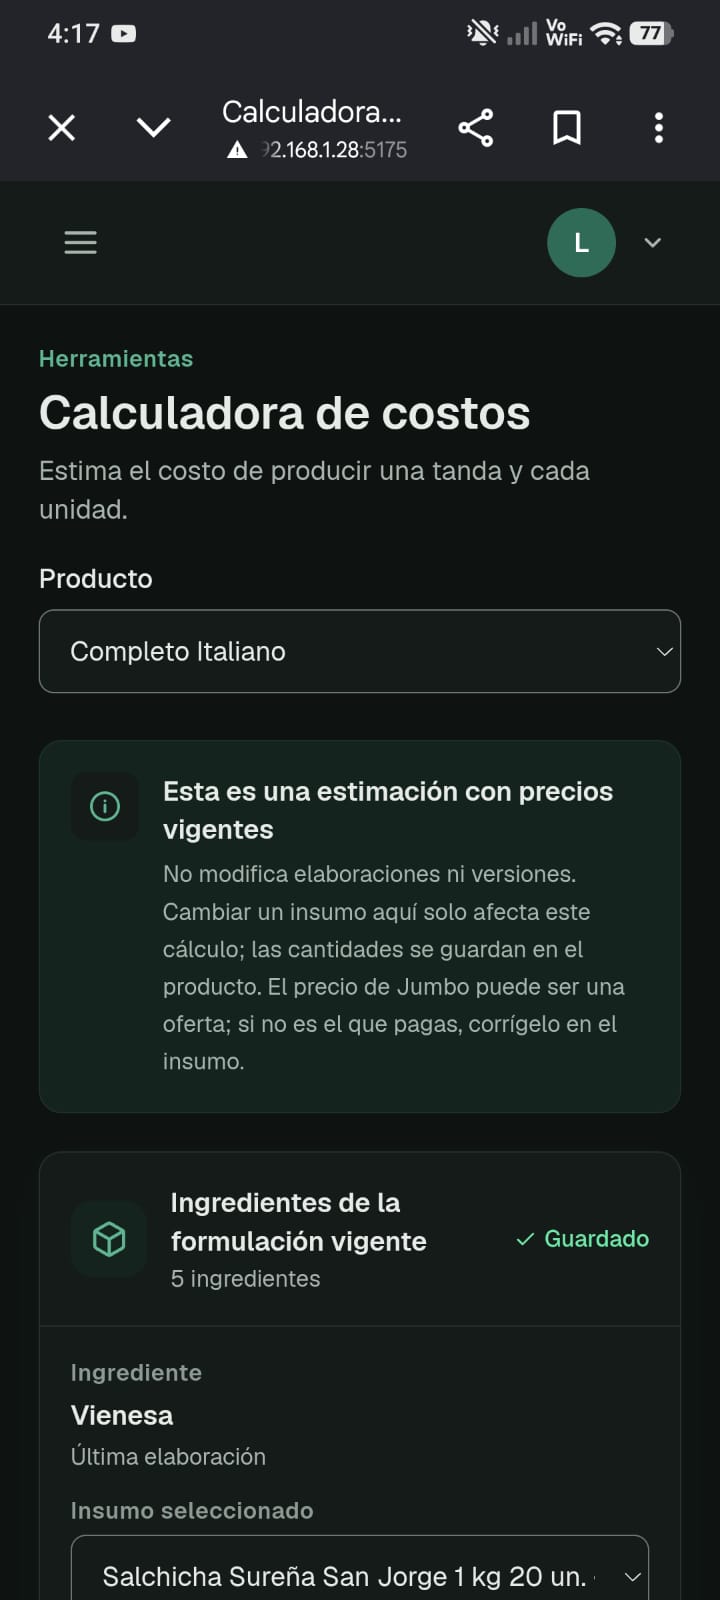 4:17
Vo
WiFi
77
Calculadora...
92.168.1.28:5175
L
Herramientas
Calculadora de costos
Estima el costo de producir una tanda y cada
unidad.
Producto
Completo Italiano
Esta es una estimación con precios
vigentes
No modifica elaboraciones ni versiones.
Cambiar un insumo aquí solo afecta este
cálculo; las cantidades se guardan en el
producto. El precio de Jumbo puede ser una
oferta; si no es el que pagas, corrígelo en el
insumo.
Ingredientes de la
formulación vigente
Guardado
5 ingredientes
Ingrediente
Vienesa
Última elaboración
Insumo seleccionado
Salchicha Sureña San Jorge 1 kg 20 un. ·